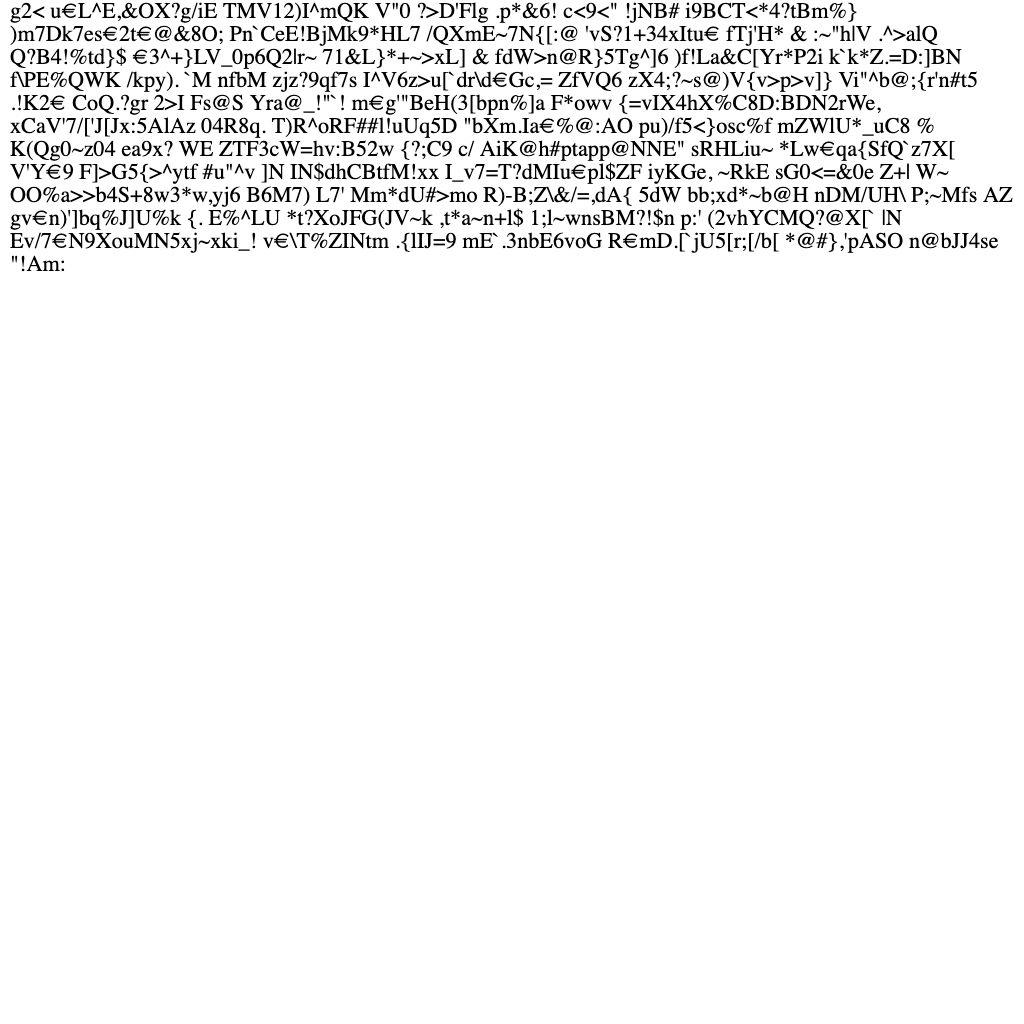 g2< u€L^E,&OX?g/iE TMV12)I^mQK V"0 ?>D'Flg .p*&6! c<9<" !jNB# i9BCT<*4?tBm%}
)m7Dk7es€2t€@&8O; Pn`CeE!BjMk9*HL7 /QXmE~7N{[:@ 'vS?1+34xItu€ fTj'H* & :~"h|V .^>alQ
Q?B4!%td}$ €3^+}LV_0p6Q2|r~ 71&L}*+~>xL] & fdW>n@R}5Tg^]6 )f!La&C[Yr*P2i k`k*Z.=D:]BN
f\PE%QWK /kpy). `M nfbM zjz?9qf7s I^V6z>u[`dr\d€Gc,= ZfVQ6 zX4;?~s@)V{v>p>v]} Vi"^b@;{r'n#t5
.!K2€ CoQ.?gr 2>I Fs@S Yra@_!"`! m€g'"BeH(3[bpn%]a F*owv {=vIX4hX%C8D:BDN2rWe,
xCaV'7/['J[Jx:5AlAz 04R8q. T)R^oRF##l!uUq5D "bXm.Ia€%@:AO pu)/f5<}osc%f mZWlU*_uC8 %
K(Qg0~z04 ea9x? WE ZTF3cW=hv:B52w {?;C9 c/ AiK@h#ptapp@NNE" sRHLiu~ *Lw€qa{SfQ`z7X[
V'Y€9 F]>G5{>^ytf #u"^v ]N IN$dhCBtfM!xx I_v7=T?dMIu€pl$ZF iyKGe, ~RkE sG0<=&0e Z+| W~
OO%a>>b4S+8w3*w,yj6 B6M7) L7' Mm*dU#>mo R)-B;Z\&/=,dA{ 5dW bb;xd*~b@H nDM/UH\ P;~Mfs AZ
gv€n)']bq%J]U%k {. E%^LU *t?XoJFG(JV~k ,t*a~n+l$ 1;l~wnsBM?!$n p:' (2vhYCMQ?@X[` |N
Ev/7€N9XouMN5xj~xki_! v€\T%ZINtm .{lIJ=9 mE`.3nbE6voG R€mD.[`jU5[r;[/b[ *@#},'pASO n@bJJ4se
"!Am: